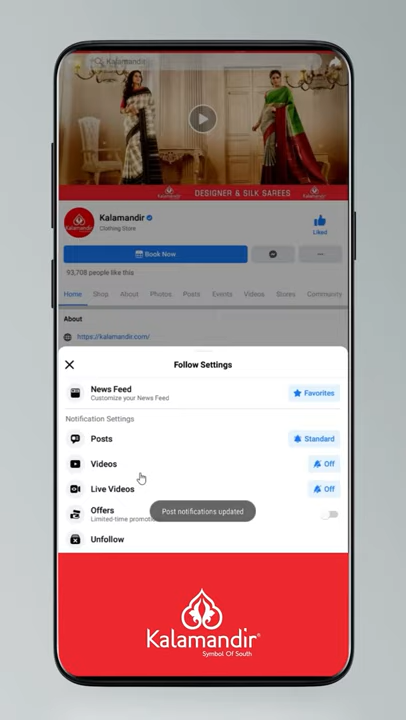 Kalamandir
DESIGNER & SILK SAREES
Kalamandir
Clothing Store
Liked
Book Now
93,708 people like this
Home Shop About Photos Posts Events Videos Stores Community
About
https://kalamandir.com/
Follow Settings
News Feed
Customize your News Feed
Favorites
Notification Settings
Posts
Standard
Videos
Off
Live Videos
Off
Offers
Limited-time promotio
Post notifications updated
Unfollow
Kalamandir®
Symbol Of South